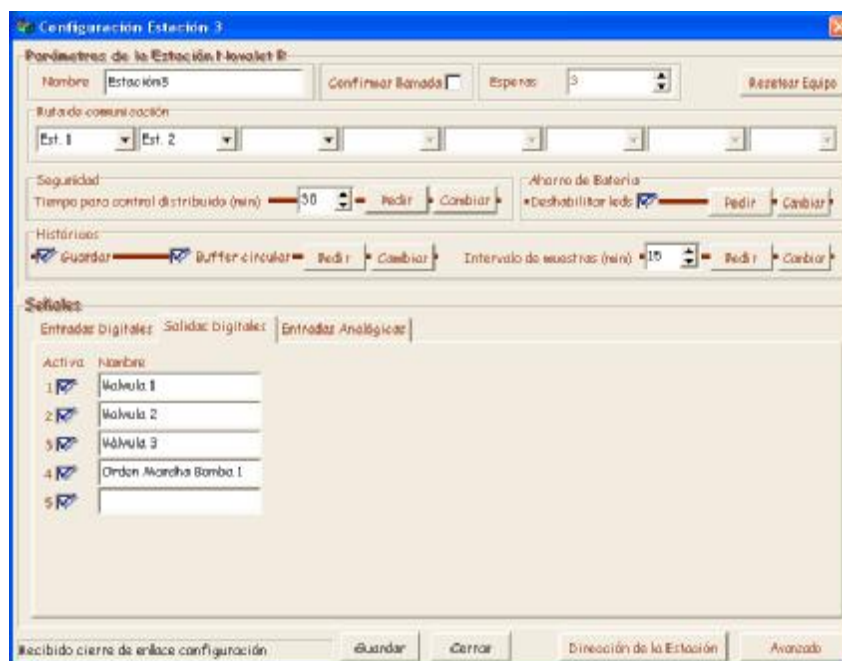 Configuración Estación 3
Parámetros de la Estación Hovalet R
Nombre Estación3 Confirmar llamada Esperas 3 Resetear Equipo
Ruta de comunicación
Est. 1 Est. 2
Seguridad Ahorro de Batería
Tiempo para control distribuido (min) 30 Pedir Cambiar Deshabilitar leds Pedir Cambiar
Históricos
Guardar Buffer circular Pedir Cambiar Intervalo de muestras (min) 15 Pedir Cambiar
Señales
Entradas Digitales Salidas Digitales Entradas Analógicas
Activa Nombre
1 Valvula 1
2 Valvula 2
3 Válvula 3
4 Orden Marcha Bomba 1
5
Recibido cierre de enlace configuración Guardar Cerrar Dirección de la Estación Avanzado